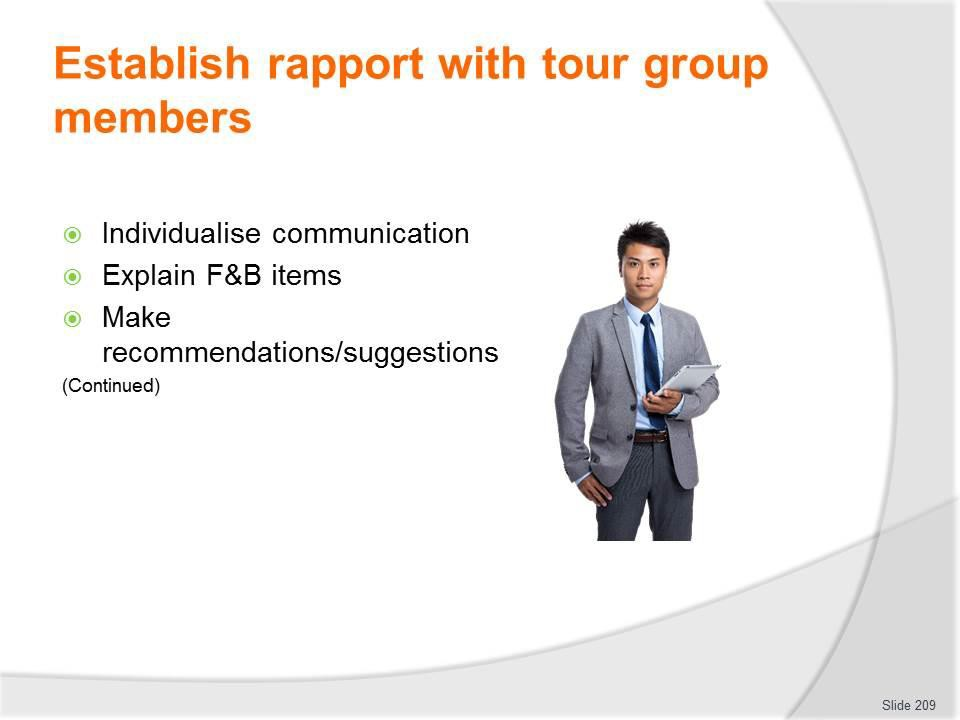 Establish rapport with tour group
members
Individualise communication
Explain F&B items
Make
recommendations/suggestions
(Continued)
Slide 209